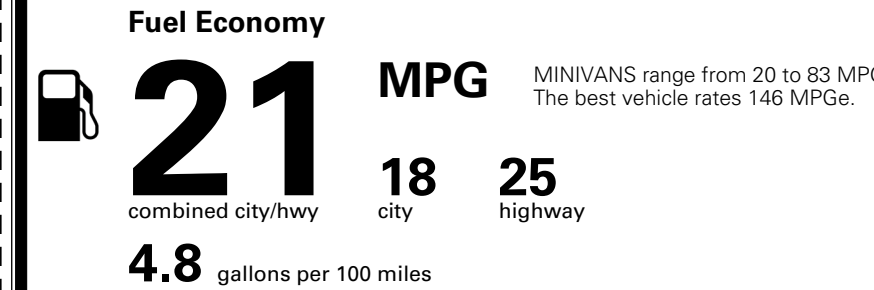 Fuel Economy
21 MPG
MINIVANS range from 20 to 83
The best vehicle rates 146 MPGe.
18 25
combined city/hwy city highway
4.8 gallons per 100 miles